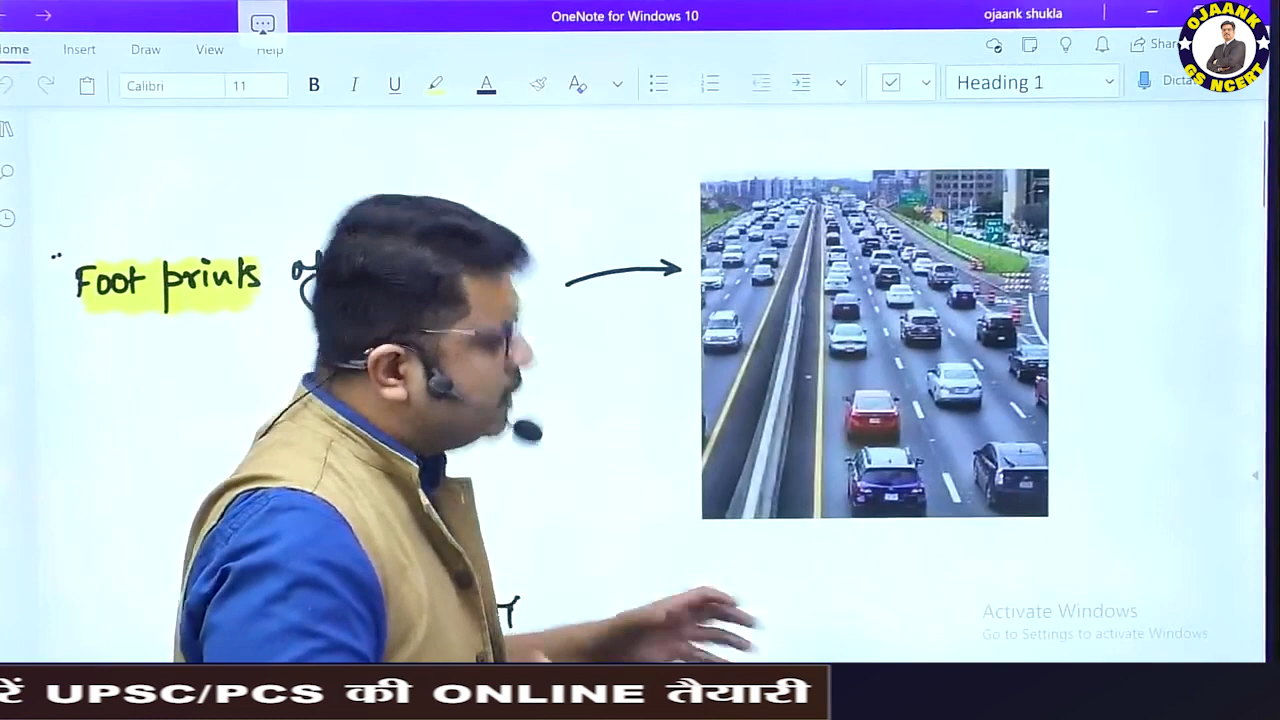 OneNote for Windows 10
ojaank shukla
Insert Draw View Help
Share
Calibri 11 B I U A Heading 1
OJAANK
GS NCERT
Foot prints of
Activate Windows
Go to Settings to activate Windows
UPSC/PCS की ONLINE तैयारी